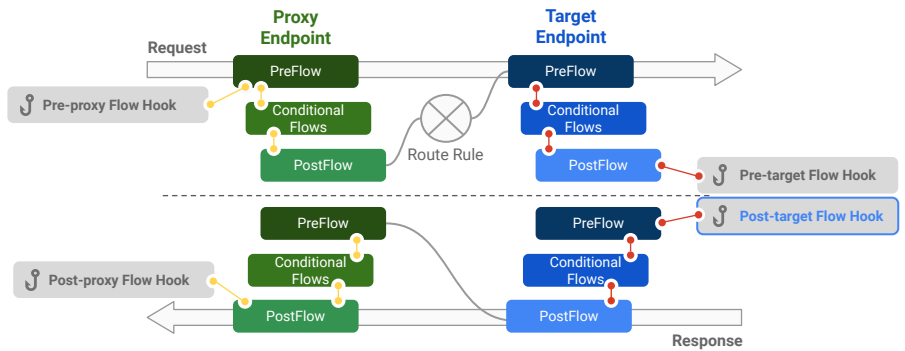 Proxy
Endpoint
Target
Endpoint
Request
PreFlow
PreFlow
Pre-proxy Flow Hook
Conditional
Flows
Conditional
Flows
Route Rule
PostFlow
PostFlow
Pre-target Flow Hook
PreFlow
PreFlow
Post-target Flow Hook
Conditional
Flows
Conditional
Flows
Post-proxy Flow Hook
PostFlow
PostFlow
Response